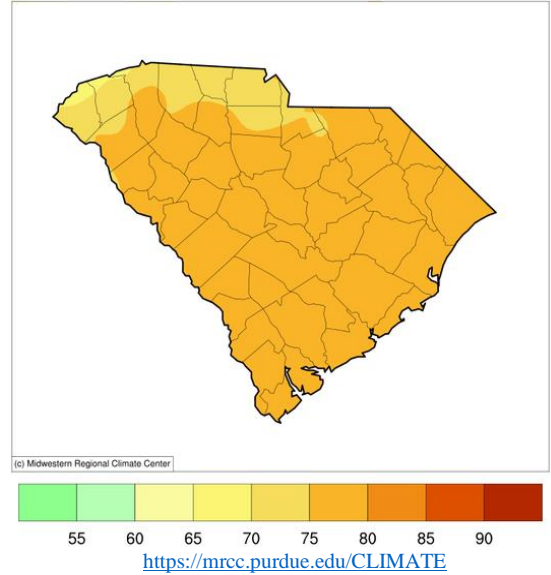 (c) Midwestern Regional Climate Center
55 60 65 70 75 80 85 90
https://mrcc.purdue.edu/CLIMATE